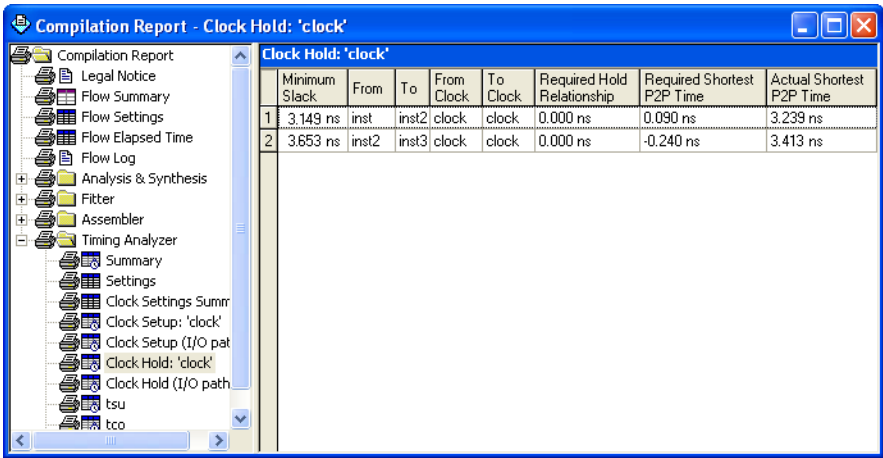 Compilation Report - Clock Hold: 'clock'
Compilation Report
Legal Notice
Flow Summary
Flow Settings
Flow Elapsed Time
Flow Log
Analysis & Synthesis
Fitter
Assembler
Timing Analyzer
Summary
Settings
Clock Settings Summ
Clock Setup: 'clock'
Clock Setup (I/O pat
Clock Hold: 'clock'
Clock Hold (I/O path
tsu
tco
Clock Hold: 'clock'
Minimum Slack From To From Clock To Clock Required Hold Relationship Required Shortest P2P Time Actual Shortest P2P Time
1 3.149 ns inst inst2 clock clock 0.000 ns 0.090 ns 3.239 ns
2 3.653 ns inst2 inst3 clock clock 0.000 ns -0.240 ns 3.413 ns